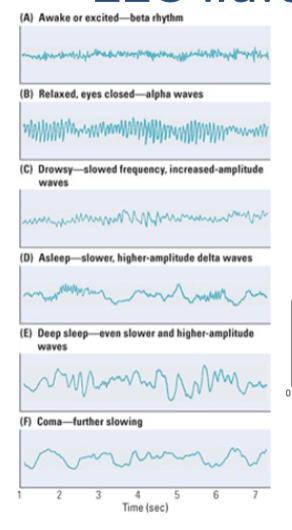 (A) Awake or excited—beta rhythm
(B) Relaxed, eyes closed—alpha waves
(C) Drowsy—slowed frequency, increased-amplitude
waves
(D) Asleep—slower, higher-amplitude delta waves
(E) Deep sleep—even slower and higher-amplitude
waves
0
(F) Coma—further slowing
1 2 3 4 5 6 7
Time (sec)